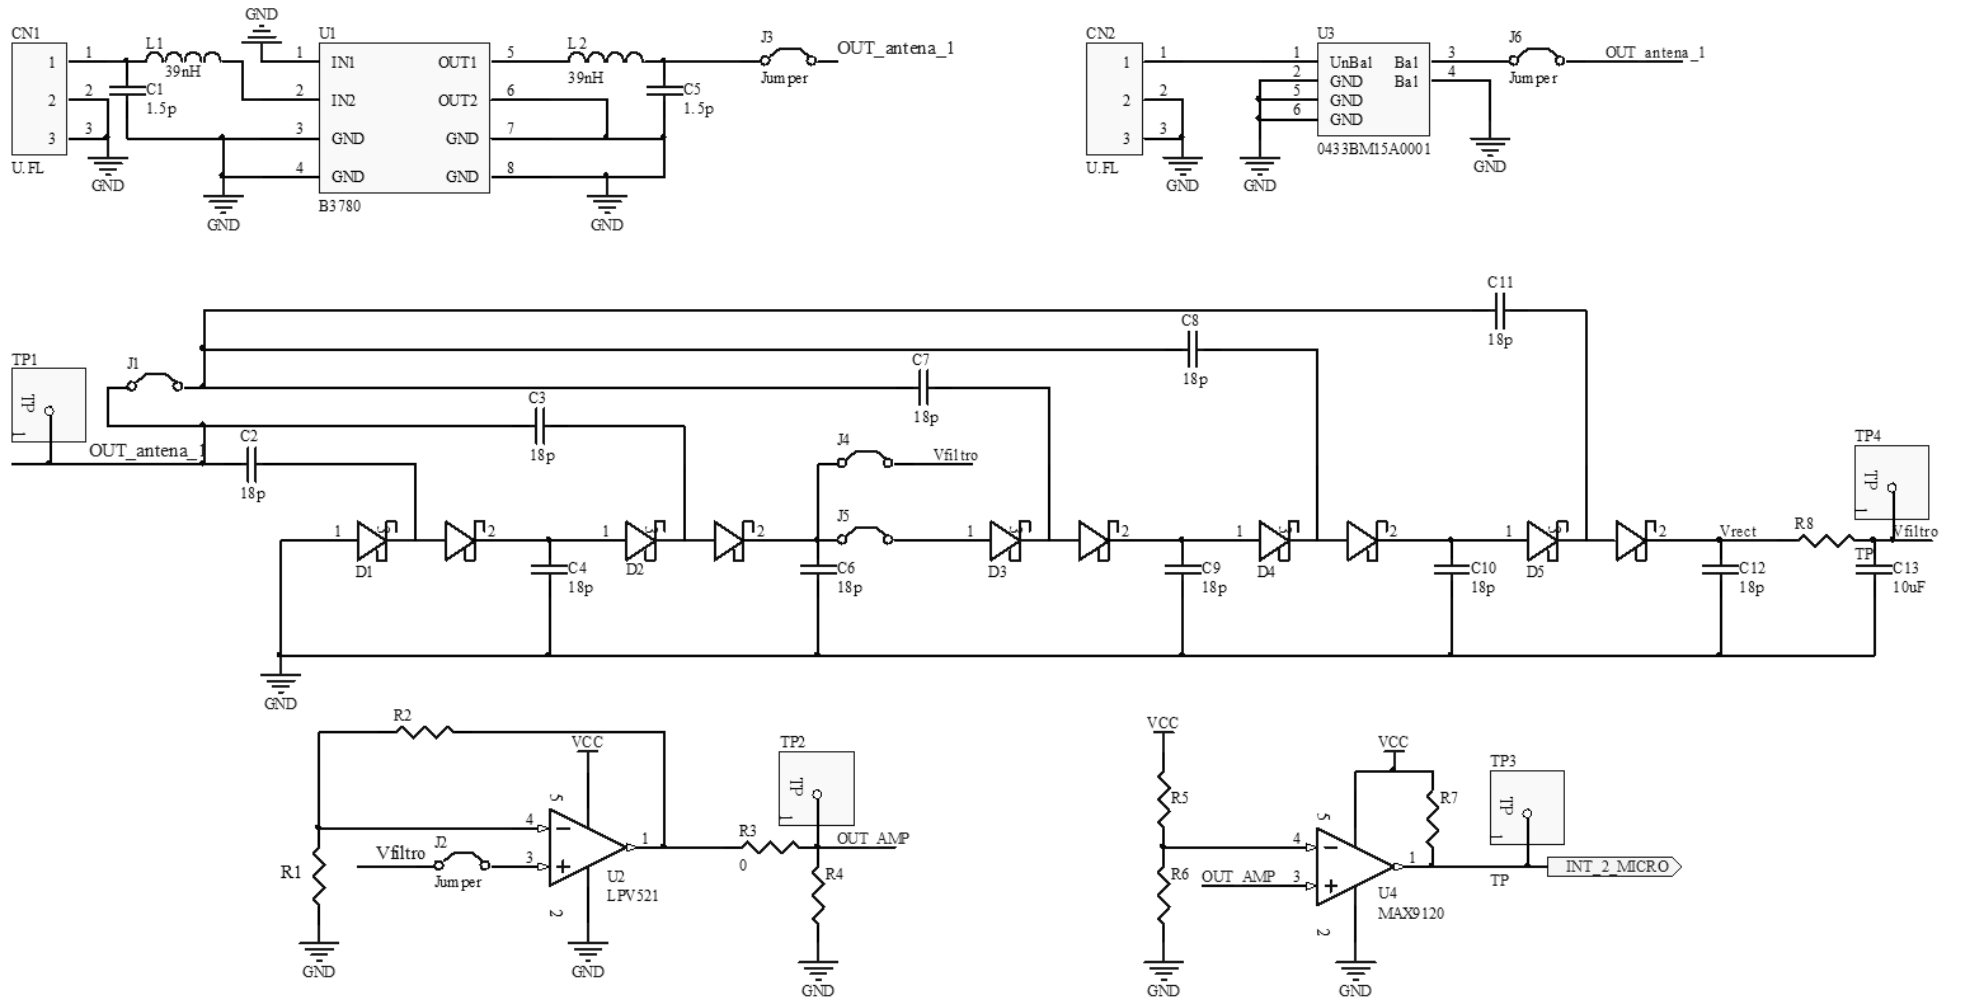 GND
CN1
1
1
2
2
3
3
U.FL
GND
L1
39nH
C1
1.5p
GND
U1
1 IN1 OUT1 5
2 IN2 OUT2 6
3 GND GND 7
4 GND GND 8
B3780
L2
39nH
C5
1.5p
GND
J3
Jumper
OUT_antena_1
CN2
1
1
2
2
3
3
U.FL
GND
U3
1 UnBal Bal 3
2 GND Bal 4
5 GND
6 GND
0433BM15A0001
GND
GND
J6
Jumper
OUT_antena_1
C11
18p
C8
18p
TP1
TP
1
J1
C7
18p
C3
18p
OUT_antena_1
C2
18p
J4
Vfiltro
TP4
TP
1
1
D1
2
C4
18p
1
D2
2
J5
C6
18p
1
D3
2
C9
18p
1
D4
2
C10
18p
1
D5
2
Vrect
C12
18p
R8
TP
Vfiltro
C13
10uF
GND
R2
VCC
TP2
TP
1
5
4
Vfiltro
J2
Jumper
3
1
U2
LPV521
2
R1
R3
0
OUT_AMP
R4
GND
GND
GND
VCC
R5
R6
VCC
R7
TP3
TP
1
5
4
OUT_AMP
3
1
U4
MAX9120
2
TP
INT_2_MICRO
GND
GND